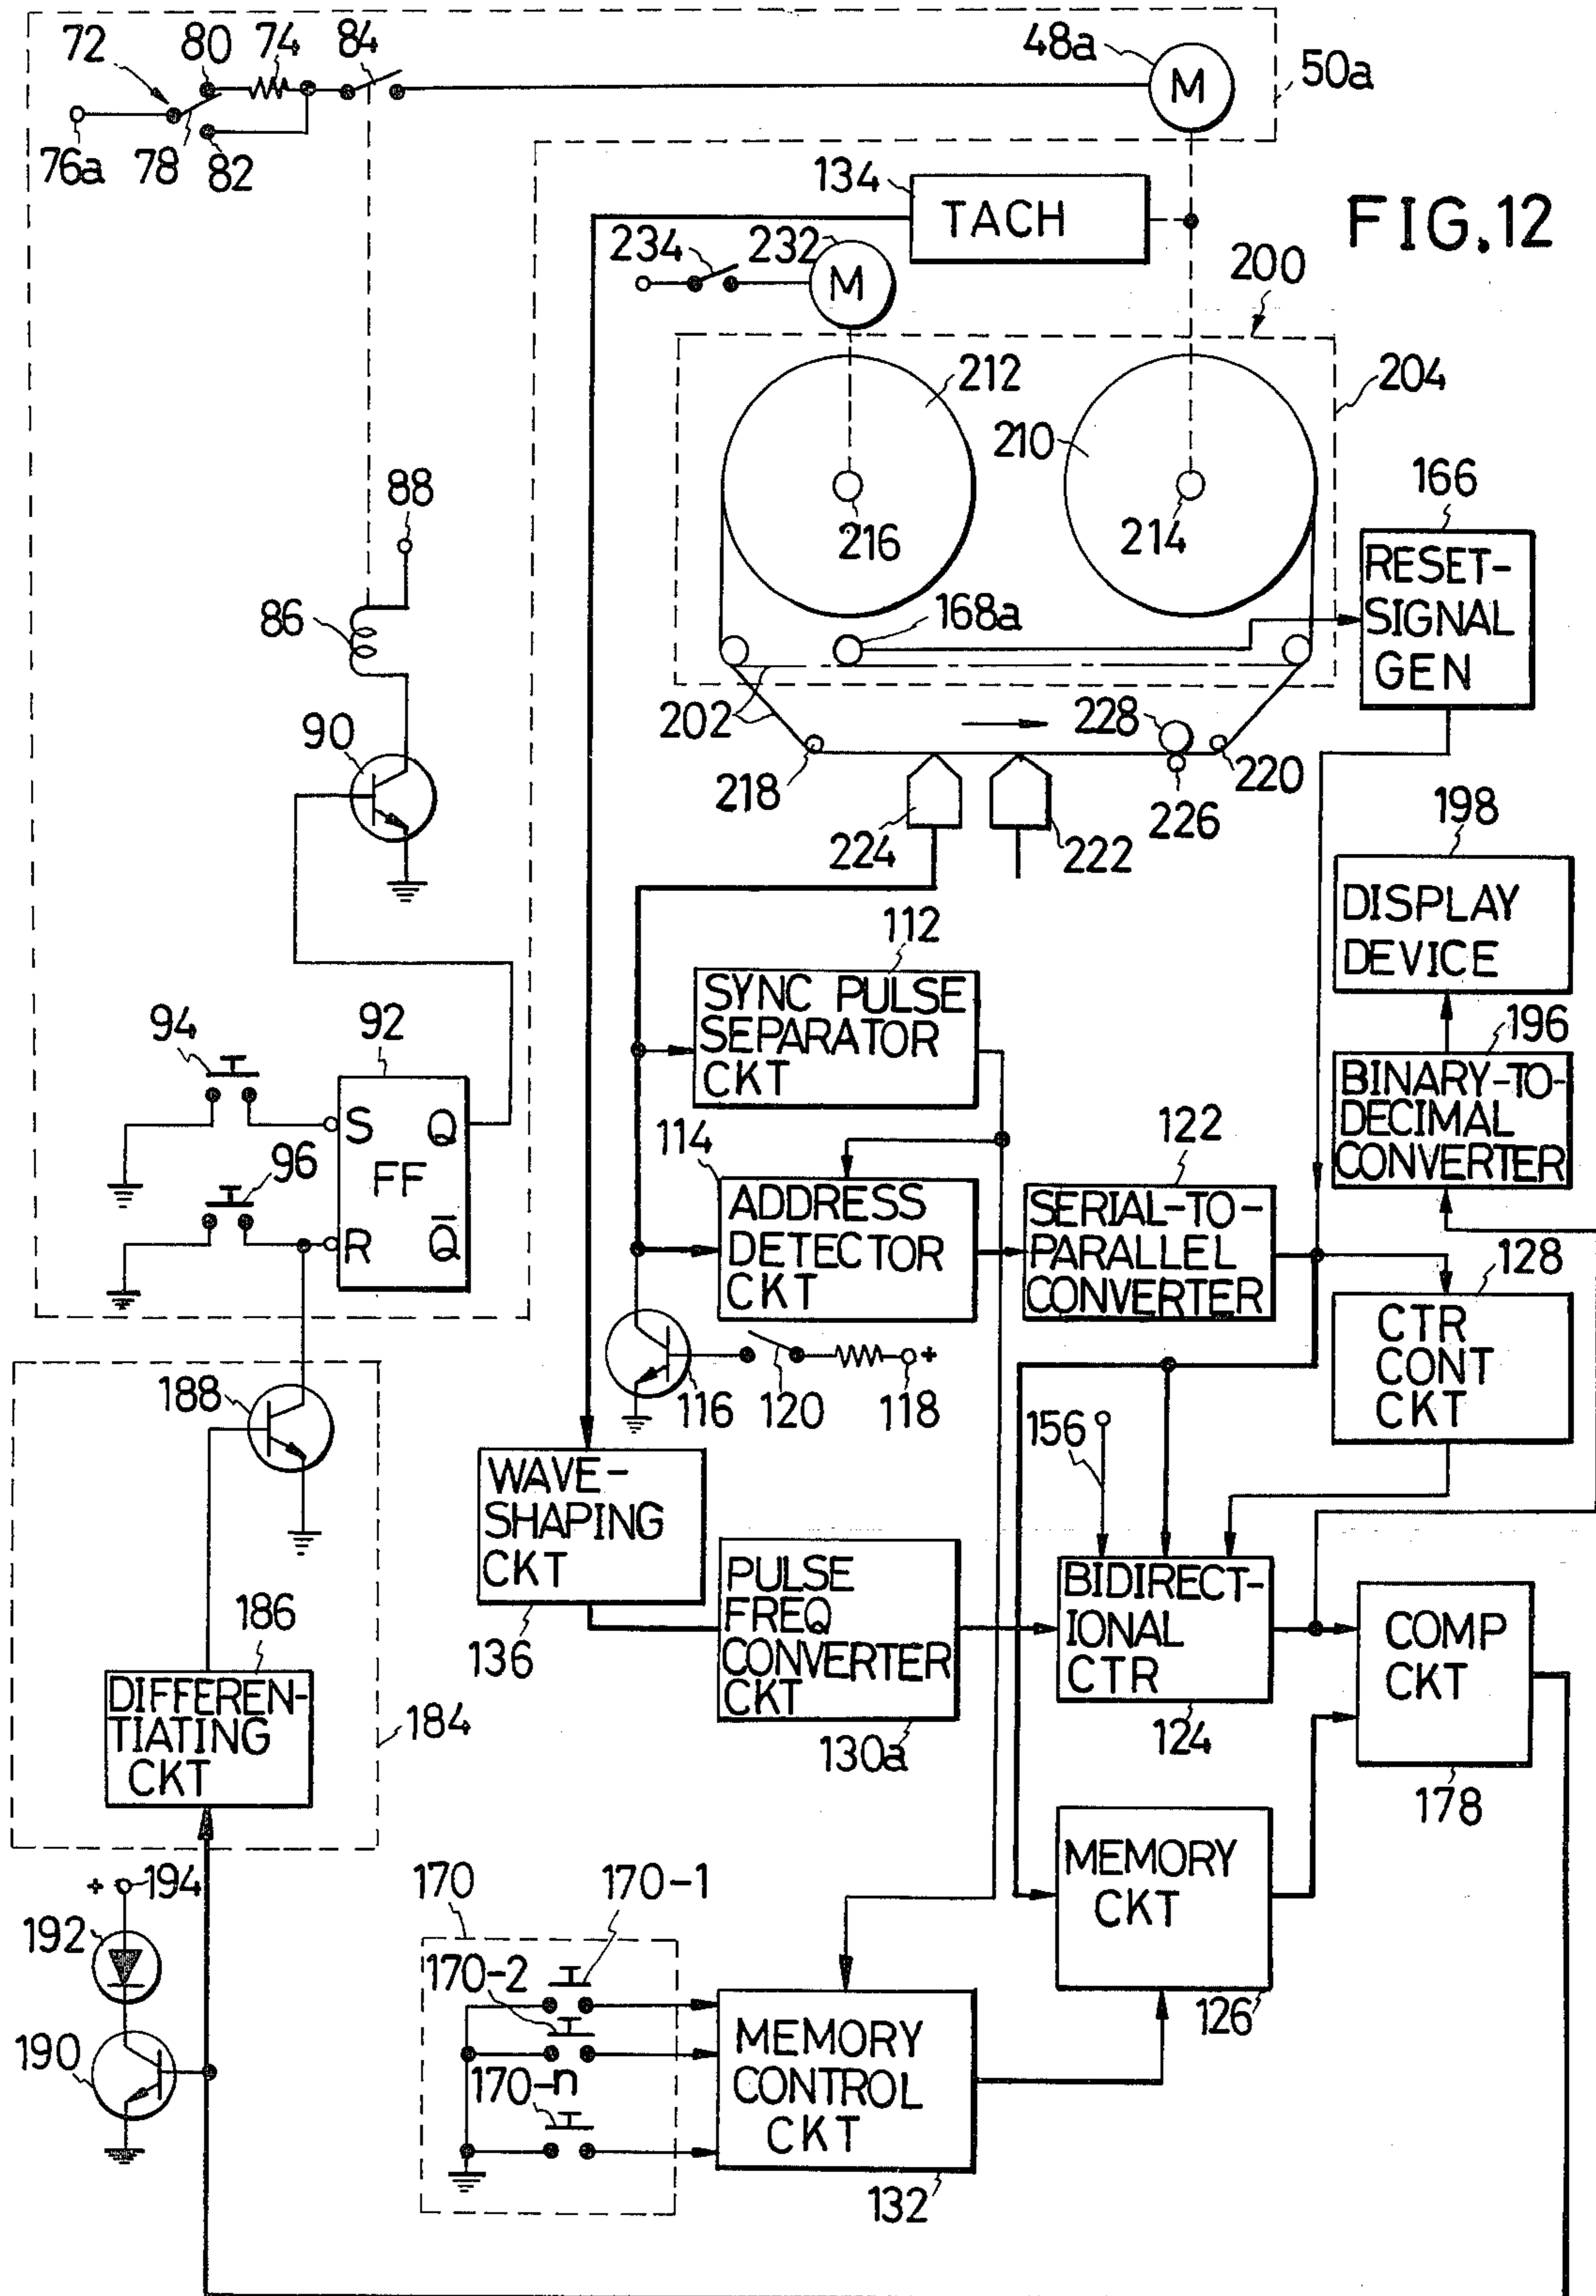 72
80
74
84
48a
M
50a
76a
78
82
134
TACH
FIG.12
234
232
M
200
212
204
210
216
214
166
RESET-
SIGNAL
GEN
88
86
168a
202
228
90
218
220
226
224
222
198
DISPLAY
DEVICE
112
SYNC PULSE
SEPARATOR
CKT
196
BINARY-TO-
DECIMAL
CONVERTER
94
92
S
Q
FF
R
Q̅
96
114
ADDRESS
DETECTOR
CKT
122
SERIAL-TO-
PARALLEL
CONVERTER
128
CTR
CONT
CKT
188
116
120
118
+
156
WAVE-
SHAPING
CKT
136
PULSE
FREQ
CONVERTER
CKT
130a
BIDIRECT-
IONAL
CTR
124
COMP
CKT
178
186
DIFFEREN-
TIATING
CKT
184
MEMORY
CKT
126
+
194
192
190
170
170-1
170-2
170-n
MEMORY
CONTROL
CKT
132